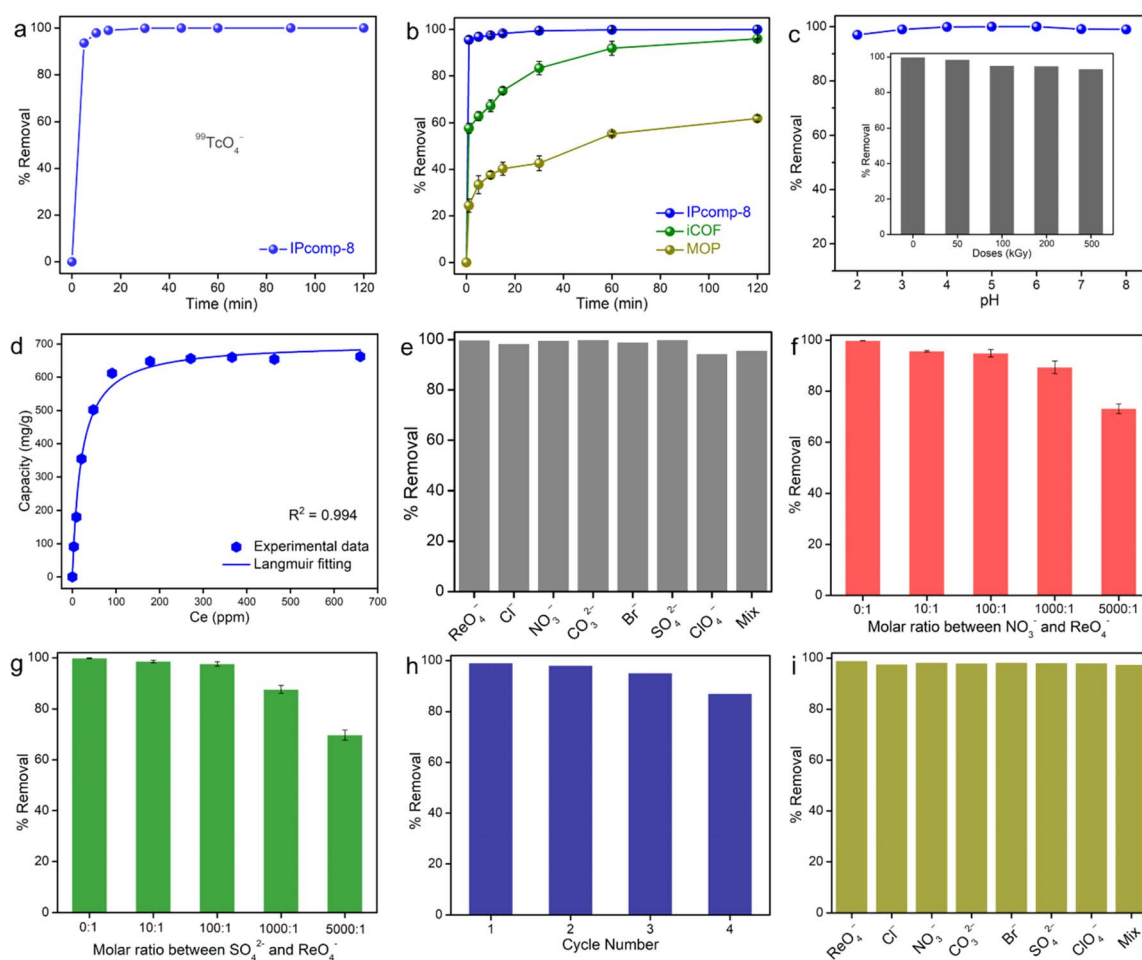 a
% Removal
100
80
60
40
20
0
⁹⁹TcO₄⁻
IPcomp-8
0 20 40 60 80 100 120
Time (min)
b
% Removal
100
80
60
40
20
0
IPcomp-8
iCOF
MOP
0 20 40 60 80 100 120
Time (min)
c
% Removal
100
80
60
40
20
% Removal
100
80
60
40
20
0
0 50 100 200 500
Doses (kGy)
2 3 4 5 6 7 8
pH
d
Capacity (mg/g)
700
600
500
400
300
200
100
0
R² = 0.994
Experimental data
Langmuir fitting
0 100 200 300 400 500 600 700
Ce (ppm)
e
% Removal
100
80
60
40
20
0
ReO₄⁻ Cl⁻ NO₃⁻ CO₃²⁻ Br⁻ SO₄²⁻ ClO₄⁻ Mix
f
% Removal
100
80
60
40
20
0
0:1 10:1 100:1 1000:1 5000:1
Molar ratio between NO₃⁻ and ReO₄⁻
g
% Removal
100
80
60
40
20
0
0:1 10:1 100:1 1000:1 5000:1
Molar ratio between SO₄²⁻ and ReO₄⁻
h
% Removal
100
80
60
40
20
0
1 2 3 4
Cycle Number
i
% Removal
100
80
60
40
20
0
ReO₄⁻ Cl⁻ NO₃⁻ CO₃²⁻ Br⁻ SO₄²⁻ ClO₄⁻ Mix